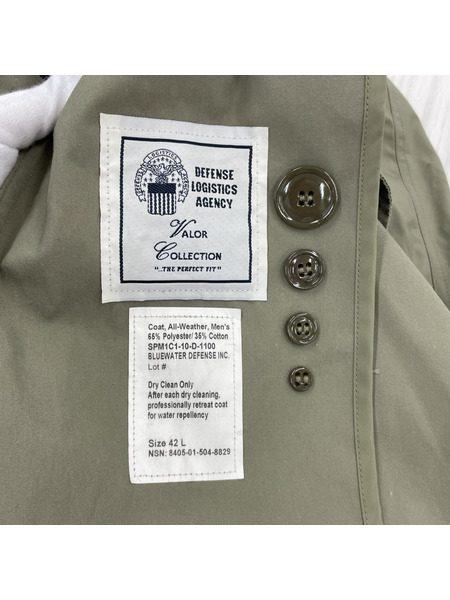 DEFENSE
LOGISTICS
AGENCY
VALOR
COLLECTION
"...THE PERFECT FIT"
Coat, All-Weather, Men's
65% Polyester/ 35% Cotton
SPM1C1-10-D-1100
BLUEWATER DEFENSE INC.
Lot #
Dry Clean Only
After each dry cleaning,
professionally retreat coat
for water repellency
Size 42 L
NSN: 8405-01-504-8829